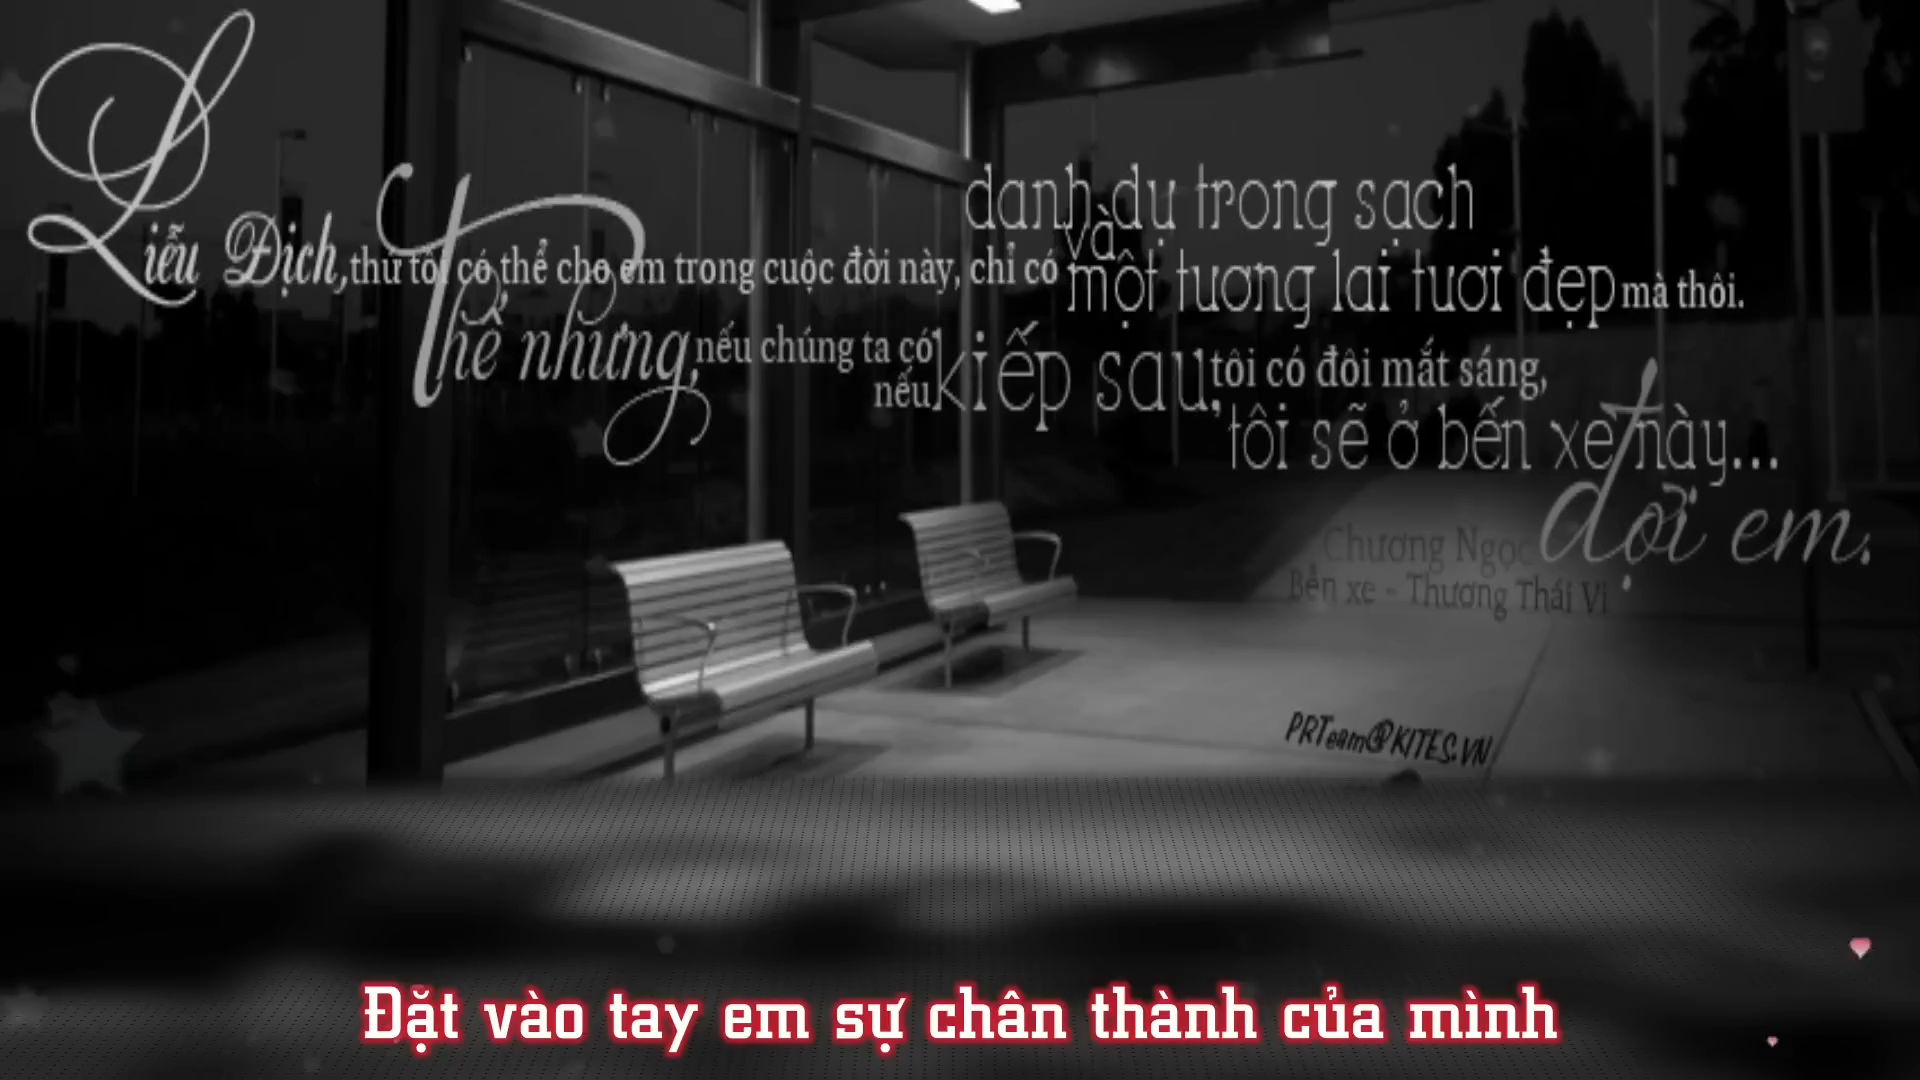 Liễu Địch, thứ tôi có thể cho em trong cuộc đời này, chỉ có
danh dự trong sạch
và
một tương lai tươi đẹp mà thôi.
Thế nhưng, nếu chúng ta có kiếp sau,
nếu tôi có đôi mắt sáng,
tôi sẽ ở bến xe này...
đợi em.
Chương Ngọc
Bến xe - Thương Thái Vi
PRTeam@KITES.VN
Đặt vào tay em sự chân thành của mình